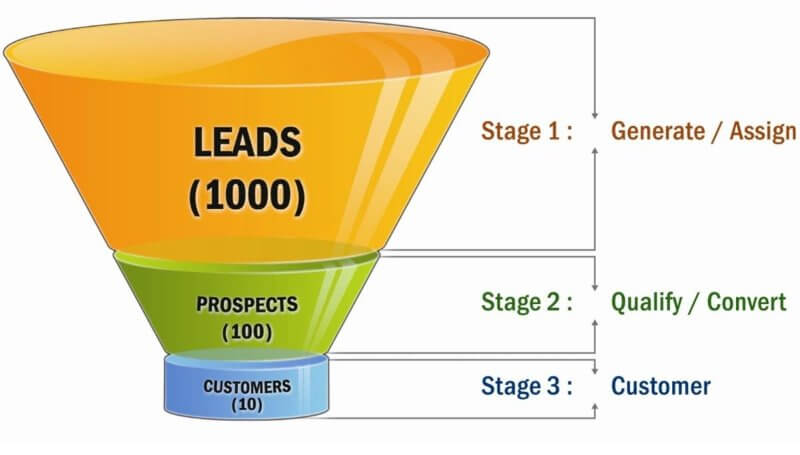 LEADS
(1000)
Stage 1 : Generate / Assign
PROSPECTS
(100)
Stage 2 : Qualify / Convert
CUSTOMERS
(10)
Stage 3 : Customer